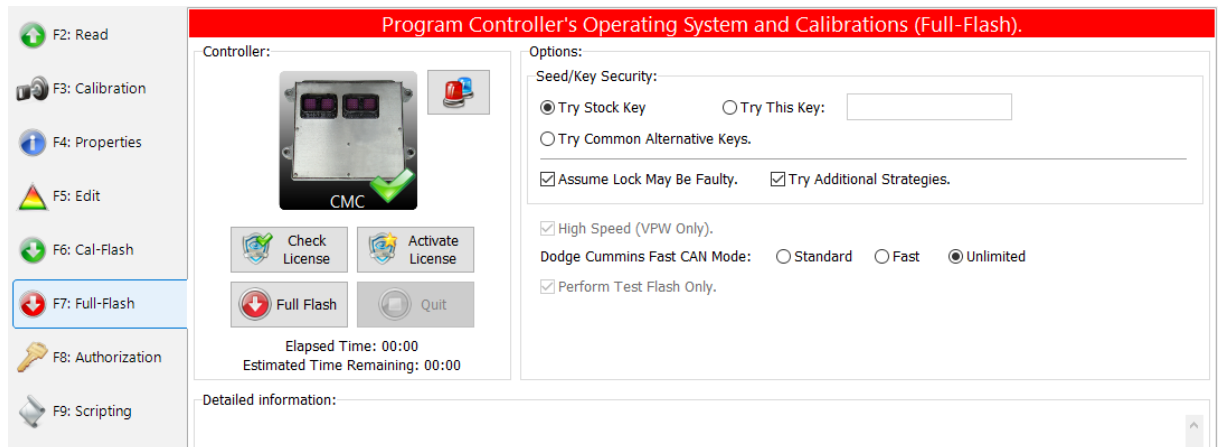 Program Controller's Operating System and Calibrations (Full-Flash).
F2: Read
F3: Calibration
F4: Properties
F5: Edit
F6: Cal-Flash
F7: Full-Flash
F8: Authorization
F9: Scripting
Controller:
CMC
Check License
Activate License
Full Flash
Quit
Elapsed Time: 00:00
Estimated Time Remaining: 00:00
Options:
Seed/Key Security:
Try Stock Key
Try This Key:
Try Common Alternative Keys.
Assume Lock May Be Faulty.
Try Additional Strategies.
High Speed (VPW Only).
Dodge Cummins Fast CAN Mode: Standard Fast Unlimited
Perform Test Flash Only.
Detailed information: